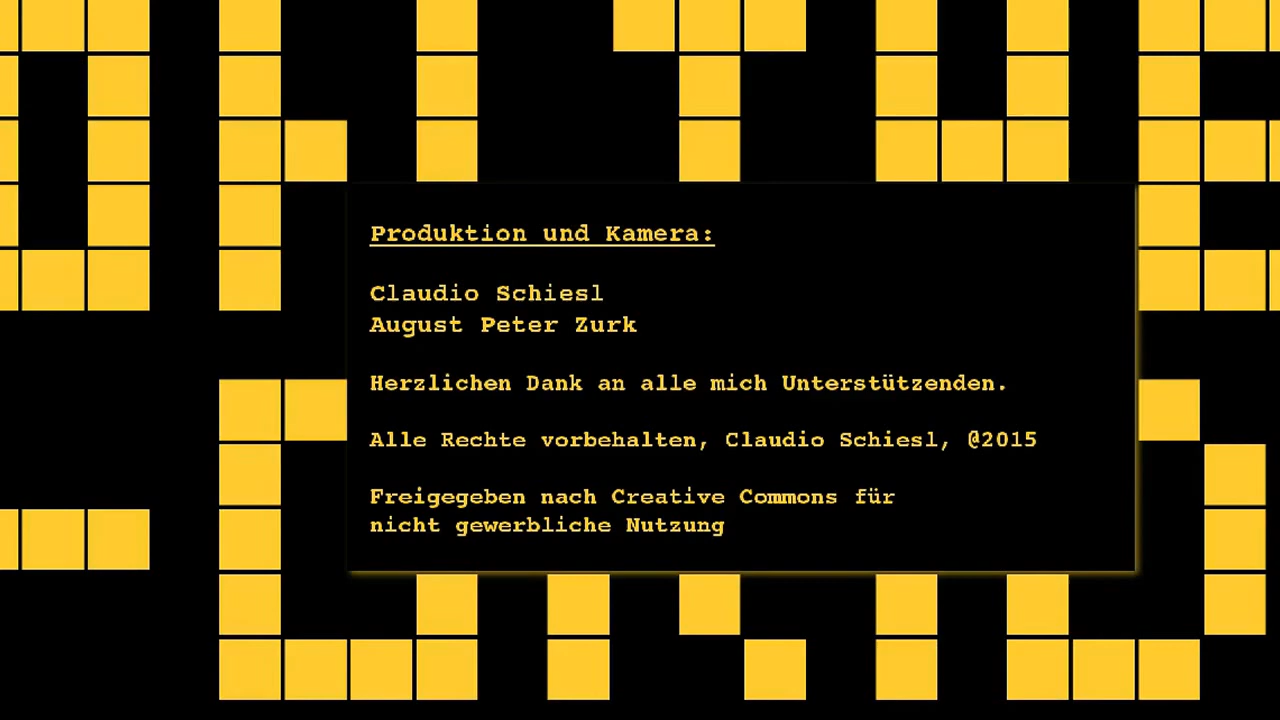 Produktion und Kamera:
Claudio Schiesl
August Peter Zurk
Herzlichen Dank an alle mich Unterstützenden.
Alle Rechte vorbehalten, Claudio Schiesl, @2015
Freigegeben nach Creative Commons für
nicht gewerbliche Nutzung